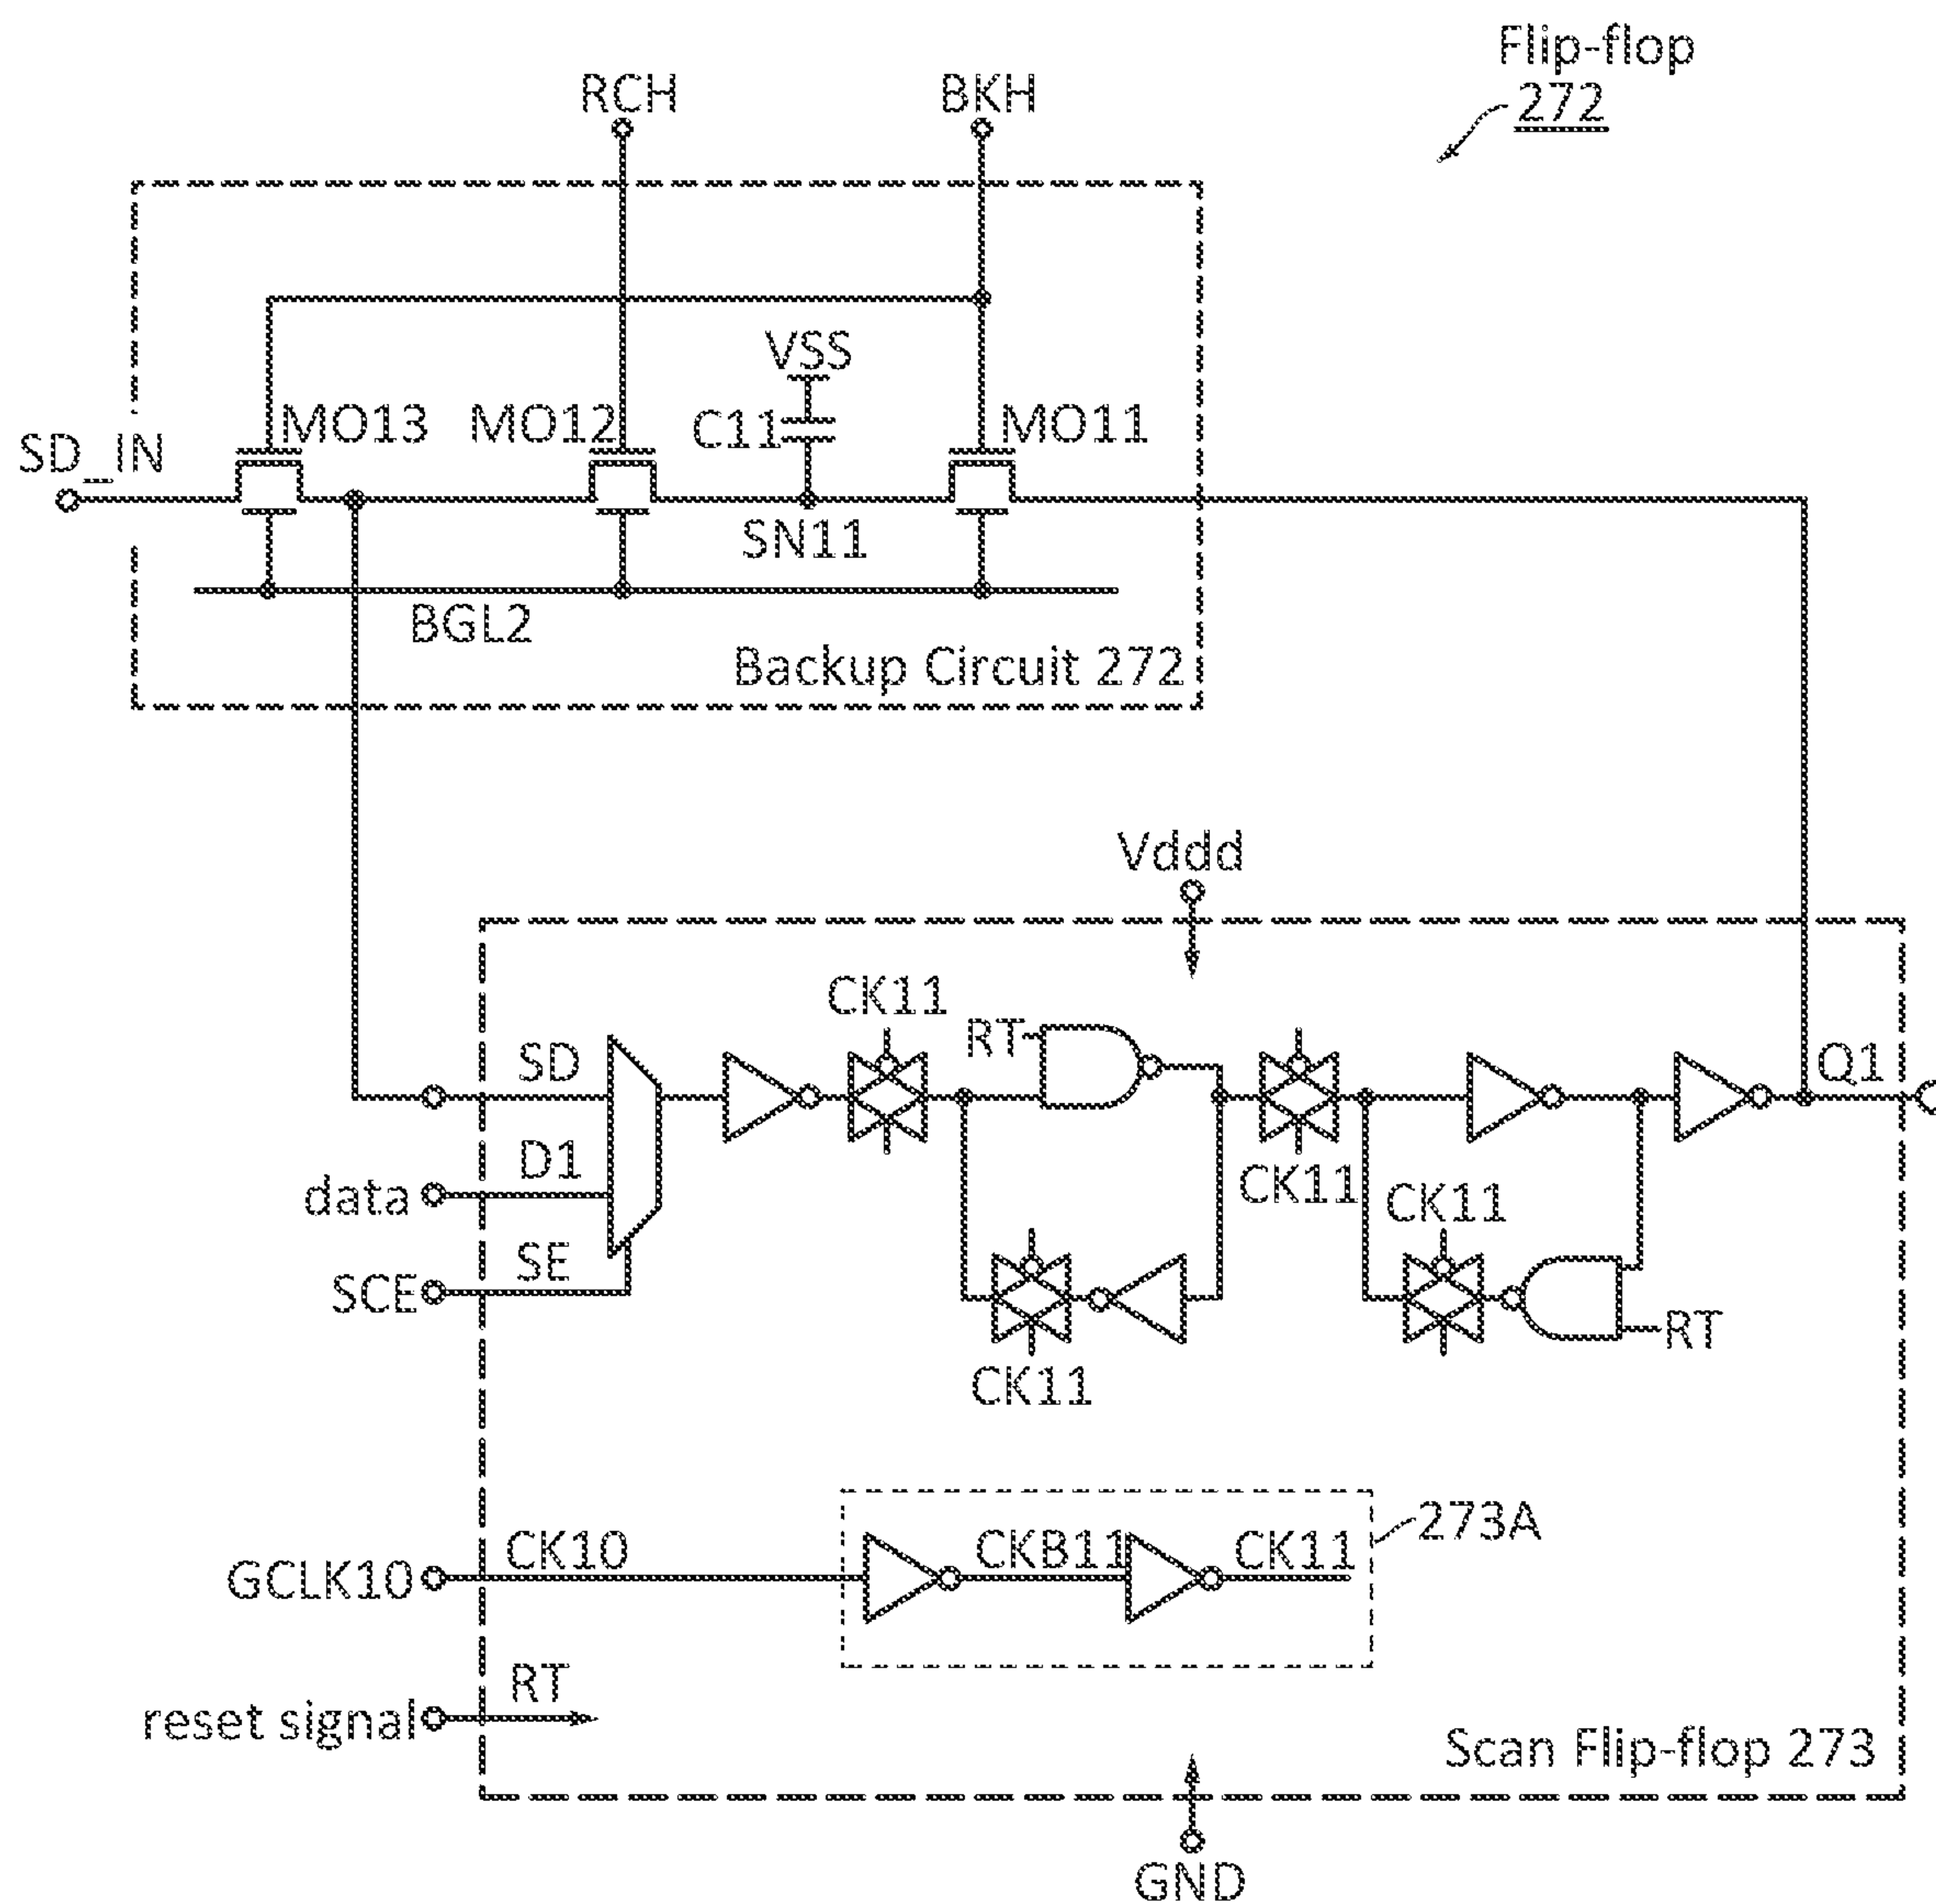 Flip-flop
272
RCH
BKH
VSS
MO13
MO12
C11
MO11
SD_IN
SN11
BGL2
Backup Circuit 272
Vddd
CK11
RT
SD
Q1
D1
data
CK11
CK11
SE
SCE
RT
CK11
273A
CK10
CKB11
CK11
GCLK10
RT
reset signal
Scan Flip-flop 273
GND